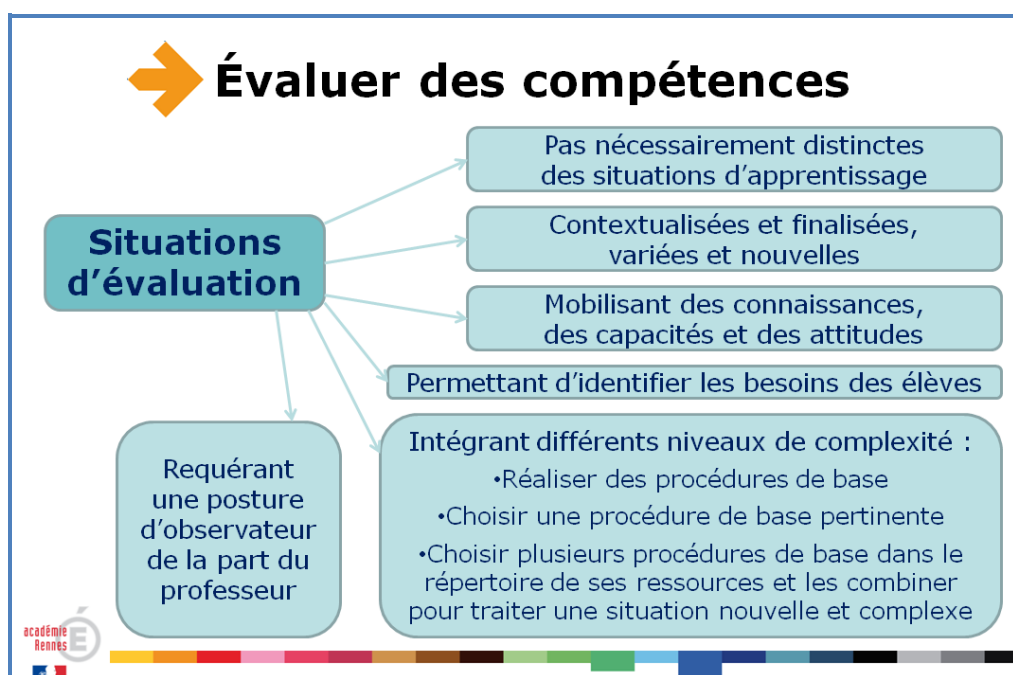 Évaluer des compétences
Pas nécessairement distinctes
des situations d’apprentissage
Situations
d’évaluation
Contextualisées et finalisées,
variées et nouvelles
Mobilisant des connaissances,
des capacités et des attitudes
Permettant d’identifier les besoins des élèves
Requérant
une posture
d’observateur
de la part du
professeur
Intégrant différents niveaux de complexité :
•Réaliser des procédures de base
•Choisir une procédure de base pertinente
•Choisir plusieurs procédures de base dans le
répertoire de ses ressources et les combiner
pour traiter une situation nouvelle et complexe
académie
Rennes
É